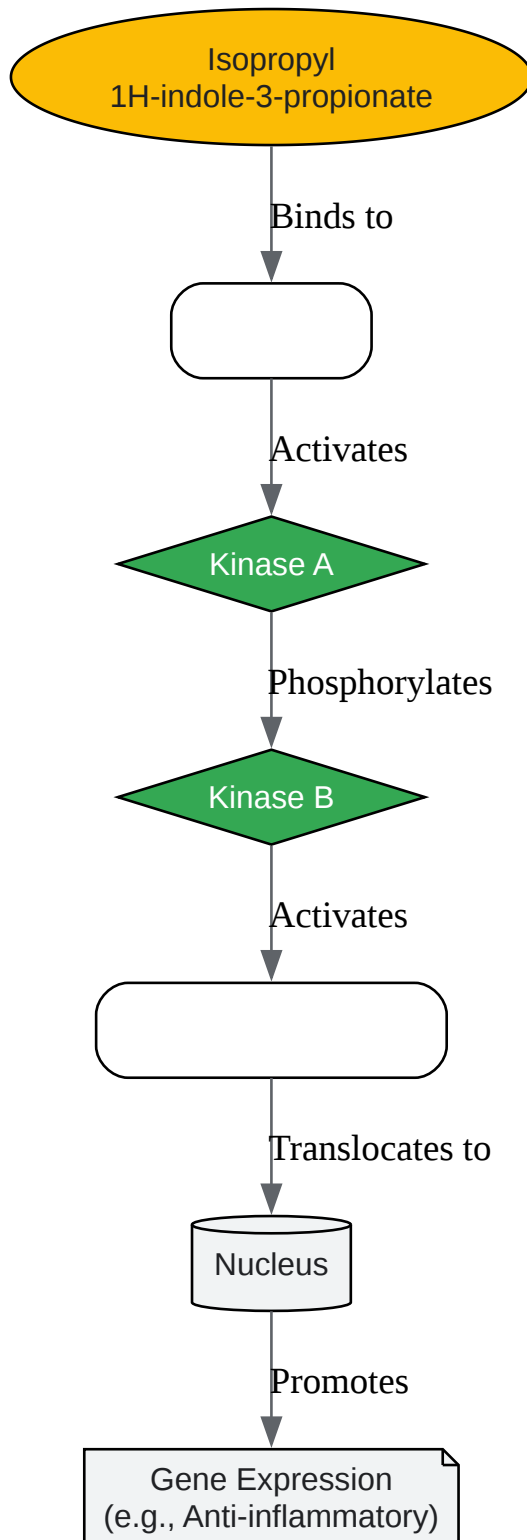 Isopropyl
1H-indole-3-propionate
Binds to
Activates
Kinase A
Phosphorylates
Kinase B
Activates
Translocates to
Nucleus
Promotes
Gene Expression
(e.g., Anti-inflammatory)